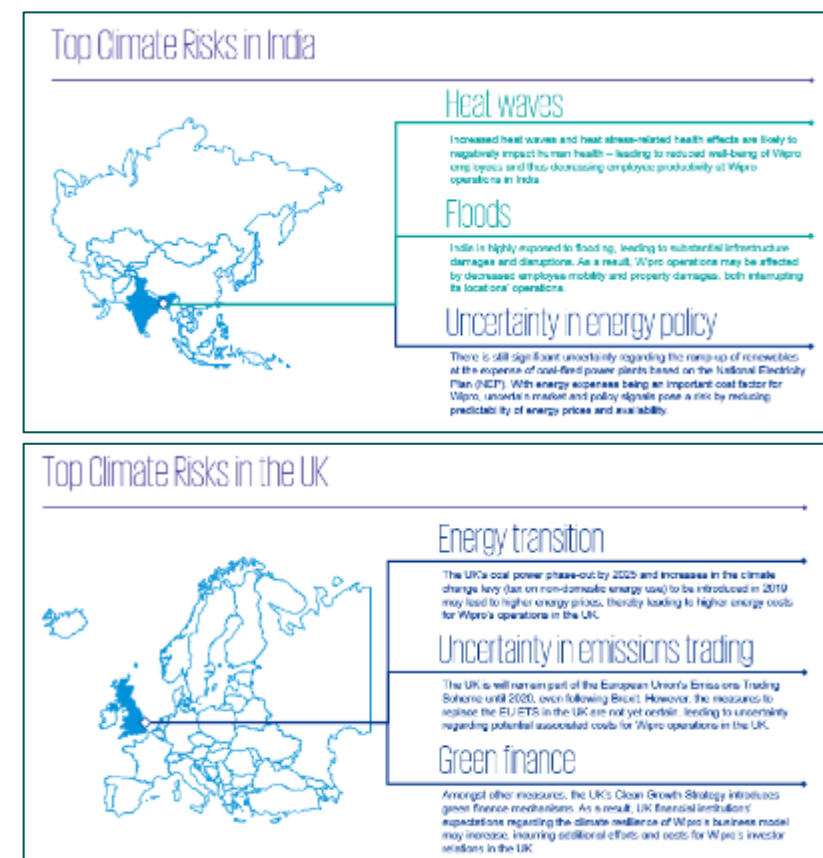 Top Climate Risks in India
Heat waves
Increased heat waves and heat stress-related health effects are likely to
negatively impact human health – leading to reduced well-being of Wipro
employees and thus decreasing employee productivity at Wipro
operations in India
Floods
India is highly exposed to flooding, leading to substantial infrastructure
damages and disruptions. As a result, Wipro operations may be affected
by decreased employee mobility and property damages, both interrupting
its locations' operations.
Uncertainty in energy policy
There is still significant uncertainty regarding the ramp-up of renewables
at the expense of coal-fired power plants based on the National Electricity
Plan (NEP). With energy expenses being an important cost factor for
Wipro, uncertain market and policy signals pose a risk by reducing
predictability of energy prices and availability.
Top Climate Risks in the UK
Energy transition
The UK's coal power phase-out by 2025 and increases in the climate
change levy (tax on non-domestic energy use) to be introduced in 2019
may lead to higher energy prices, thereby leading to higher energy costs
for Wipro's operations in the UK.
Uncertainty in emissions trading
The UK is will remain part of the European Union's Emissions Trading
Scheme until 2020, even following Brexit. However, the measures to
replace the EU ETS in the UK are not yet certain, leading to uncertainty
regarding potential associated costs for Wipro operations in the UK.
Green finance
Amongst other measures, the UK's Clean Growth Strategy introduces
green finance mechanisms. As a result, UK financial institutions'
expectations regarding the climate resilience of Wipro's business model
may increase, incurring additional efforts and costs for Wipro's investor
relations in the UK